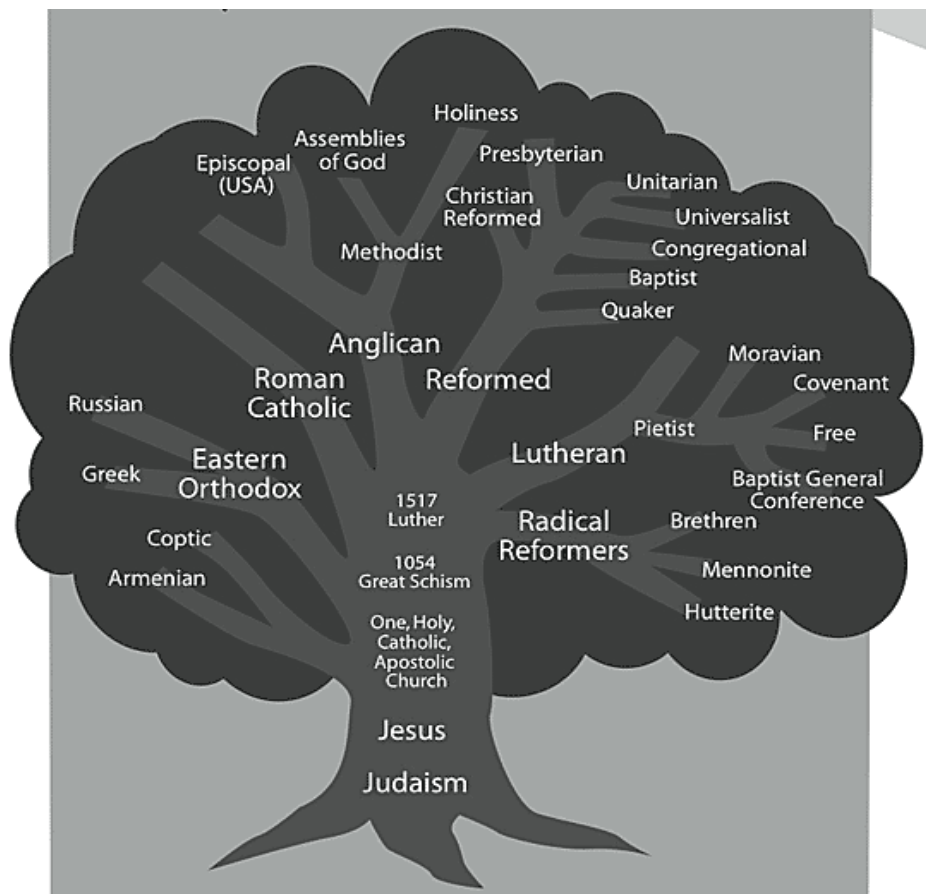 Holiness
Assemblies
of God
Episcopal
(USA)
Presbyterian
Unitarian
Christian
Reformed
Universalist
Methodist
Congregational
Baptist
Quaker
Anglican
Roman
Catholic
Reformed
Moravian
Covenant
Russian
Pietist
Free
Lutheran
Greek
Eastern
Orthodox
Baptist General
Conference
1517
Luther
Radical
Reformers
Brethren
Coptic
Armenian
1054
Great Schism
Mennonite
Hutterite
One, Holy,
Catholic,
Apostolic
Church
Jesus
Judaism